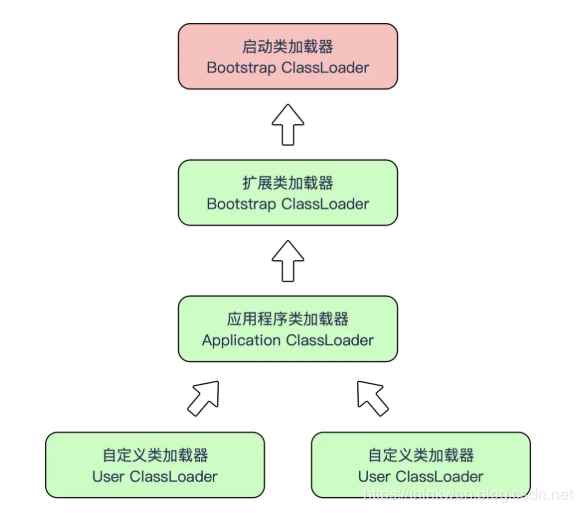 启动类加载器
Bootstrap ClassLoader
扩展类加载器
Bootstrap ClassLoader
应用程序类加载器
Application ClassLoader
自定义类加载器
User ClassLoader
自定义类加载器
User ClassLoader